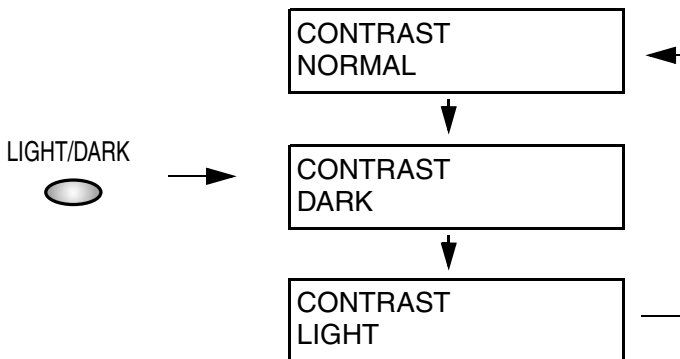 CONTRAST
NORMAL
LIGHT/DARK
CONTRAST
DARK
CONTRAST
LIGHT